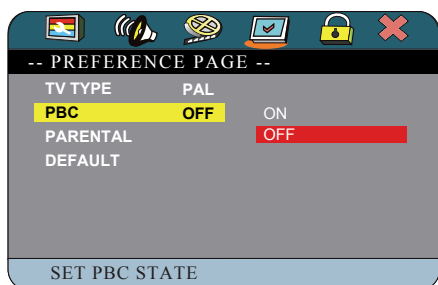 -- PREFERENCE PAGE --
TV TYPE PAL
PBC OFF ON
PARENTAL OFF
DEFAULT
SET PBC STATE